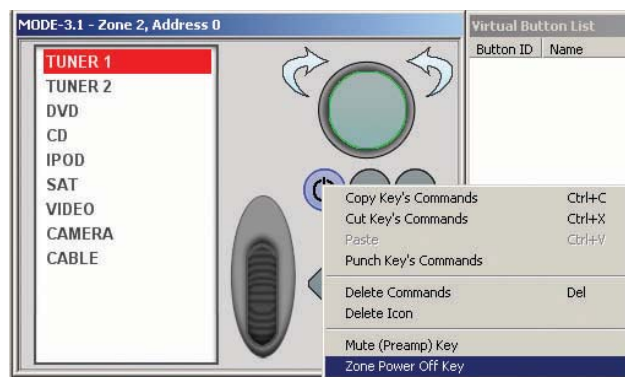 MODE-3.1 - Zone 2, Address 0
TUNER 1
TUNER 2
DVD
CD
IPOD
SAT
VIDEO
CAMERA
CABLE
Virtual Button List
Button ID Name
Copy Key's Commands Ctrl+C
Cut Key's Commands Ctrl+X
Paste Ctrl+V
Punch Key's Commands
Delete Commands Del
Delete Icon
Mute (Preamp) Key
Zone Power Off Key